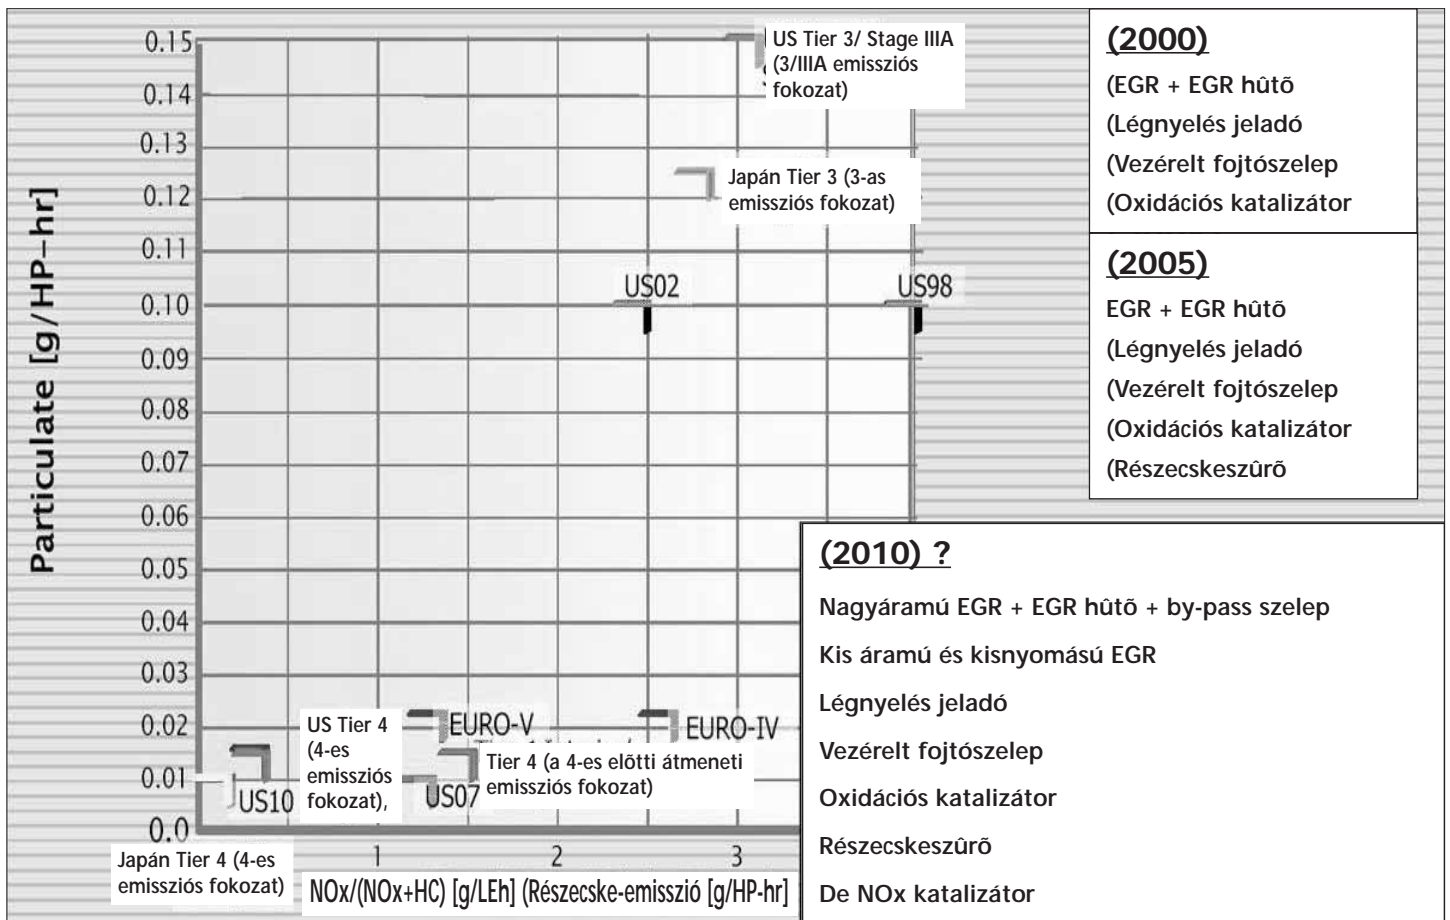 Particulate [g/HP-hr]
0.15
0.14
0.13
0.12
0.11
0.10
0.09
0.08
0.07
0.06
0.05
0.04
0.03
0.02
0.01
0.0
1
2
3
US Tier 3/ Stage IIIA
(3/IIIA emissziós
fokozat)
Japán Tier 3 (3-as
emissziós fokozat)
US02
US98
EURO-V
EURO-IV
US Tier 4
(4-es
emissziós
fokozat),
Tier 4 (a 4-es elõtti átmeneti
emissziós fokozat)
US10
US07
Japán Tier 4 (4-es
emissziós fokozat)
NOx/(NOx+HC) [g/LEh] (Részecske-emisszió [g/HP-hr]
(2000)
(EGR + EGR hûtõ
(Légnyelés jeladó
(Vezérelt fojtószelep
(Oxidációs katalizátor
(2005)
EGR + EGR hûtõ
(Légnyelés jeladó
(Vezérelt fojtószelep
(Oxidációs katalizátor
(Részecskeszûrõ
(2010) ?
Nagyáramú EGR + EGR hûtõ + by-pass szelep
Kis áramú és kisnyomású EGR
Légnyelés jeladó
Vezérelt fojtószelep
Oxidációs katalizátor
Részecskeszûrõ
De NOx katalizátor